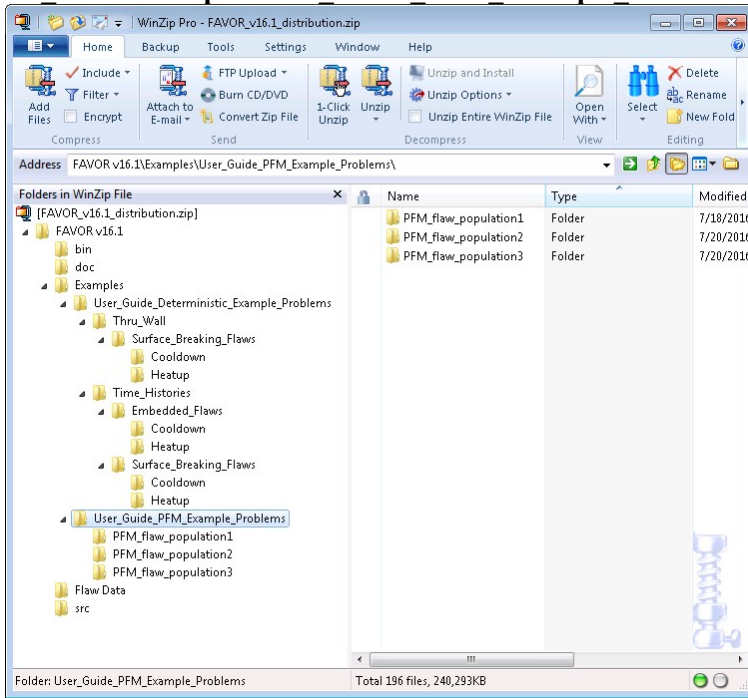 WinZip Pro - FAVOR_v16.1_distribution.zip
Home Backup Tools Settings Window Help
Add Files
Include
Filter
Encrypt
Compress
Attach to E-mail
FTP Upload
Burn CD/DVD
Convert Zip File
Send
1-Click Unzip
Unzip
Unzip and Install
Unzip Options
Unzip Entire WinZip File
Decompress
Open With
View
Select
Delete
Rename
New Fold
Editing
Address FAVOR v16.1\Examples\User_Guide_PFM_Example_Problems\
Folders in WinZip File
[FAVOR_v16.1_distribution.zip]
FAVOR v16.1
bin
doc
Examples
User_Guide_Deterministic_Example_Problems
Thru_Wall
Surface_Breaking_Flaws
Cooldown
Heatup
Time_Histories
Embedded_Flaws
Cooldown
Heatup
Surface_Breaking_Flaws
Cooldown
Heatup
User_Guide_PFM_Example_Problems
PFM_flaw_population1
PFM_flaw_population2
PFM_flaw_population3
Flaw Data
src
Name Type Modified
PFM_flaw_population1 Folder 7/18/2016
PFM_flaw_population2 Folder 7/20/2016
PFM_flaw_population3 Folder 7/20/2016
Folder: User_Guide_PFM_Example_Problems
Total 196 files, 240,293KB